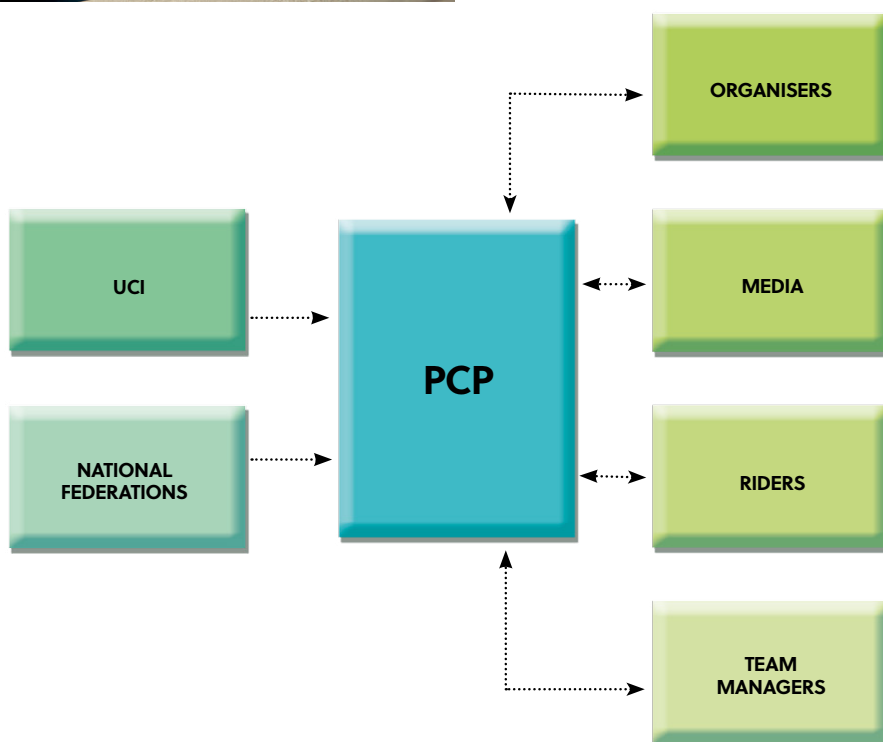 ORGANISERS
UCI
MEDIA
PCP
NATIONAL
FEDERATIONS
RIDERS
TEAM
MANAGERS